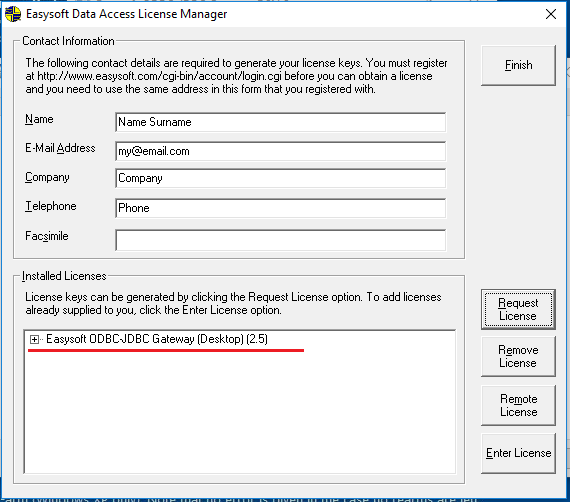 Easysoft Data Access License Manager
Contact Information
The following contact details are required to generate your license keys. You must register
at http://www.easysoft.com/cgi-bin/account/login.cgi before you can obtain a license
and you need to use the same address in this form that you registered with.
Finish
Name
Name Surname
E-Mail Address
my@email.com
Company
Company
Telephone
Phone
Facsimile
Installed Licenses
License keys can be generated by clicking the Request License option. To add licenses
already supplied to you, click the Enter License option.
Easysoft ODBC-JDBC Gateway (Desktop) (2.5)
Request
License
Remove
License
Remote
License
Enter License